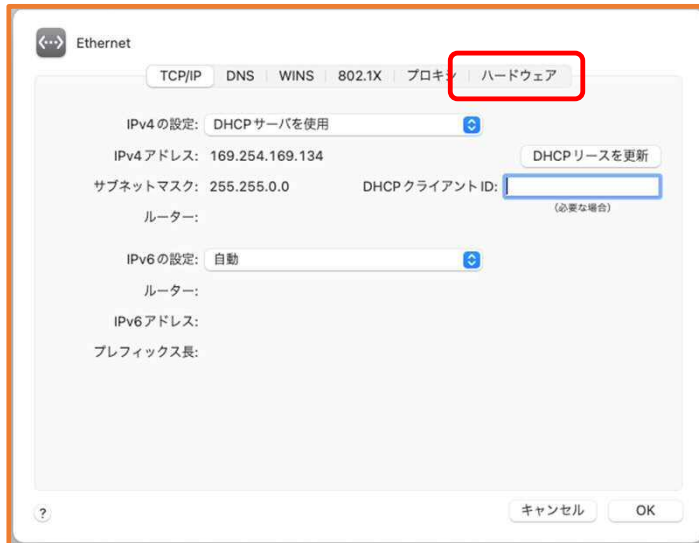 Ethernet
TCP/IP DNS WINS 802.1X プロキシ ハードウェア
IPv4の設定: DHCPサーバを使用
IPv4アドレス: 169.254.169.134 DHCPリースを更新
サブネットマスク: 255.255.0.0 DHCPクライアントID:
(必要な場合)
ルーター:
IPv6の設定: 自動
ルーター:
IPv6アドレス:
プレフィックス長:
? キャンセル OK